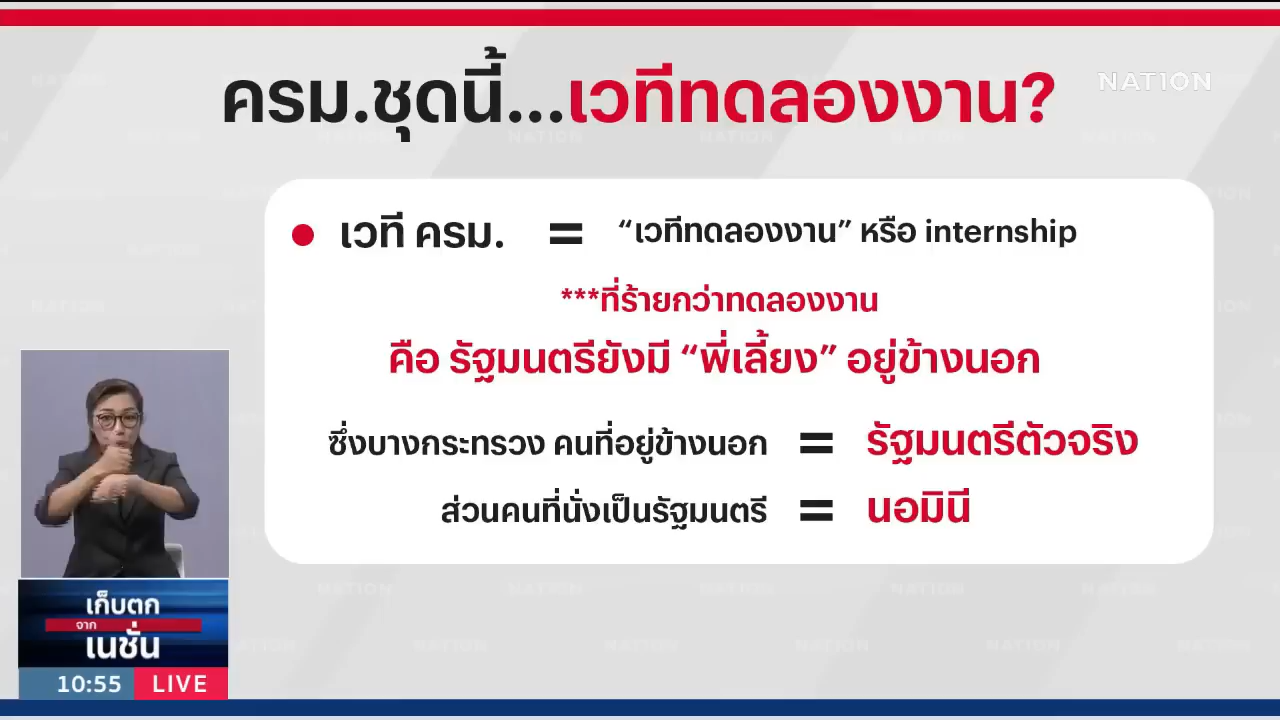 ครม.ชุดนี้...เวทีทดลองงาน?
NATION
เวที ครม. = “เวทีทดลองงาน” หรือ internship
***ที่ร้ายกว่าทดลองงาน
คือ รัฐมนตรียังมี “พี่เลี้ยง” อยู่ข้างนอก
ซึ่งบางกระทรวง คนที่อยู่ข้างนอก = รัฐมนตรีตัวจริง
ส่วนคนที่นั่งเป็นรัฐมนตรี = นอมินี
เก็บตก
จาก
เนชั่น
10:55 LIVE